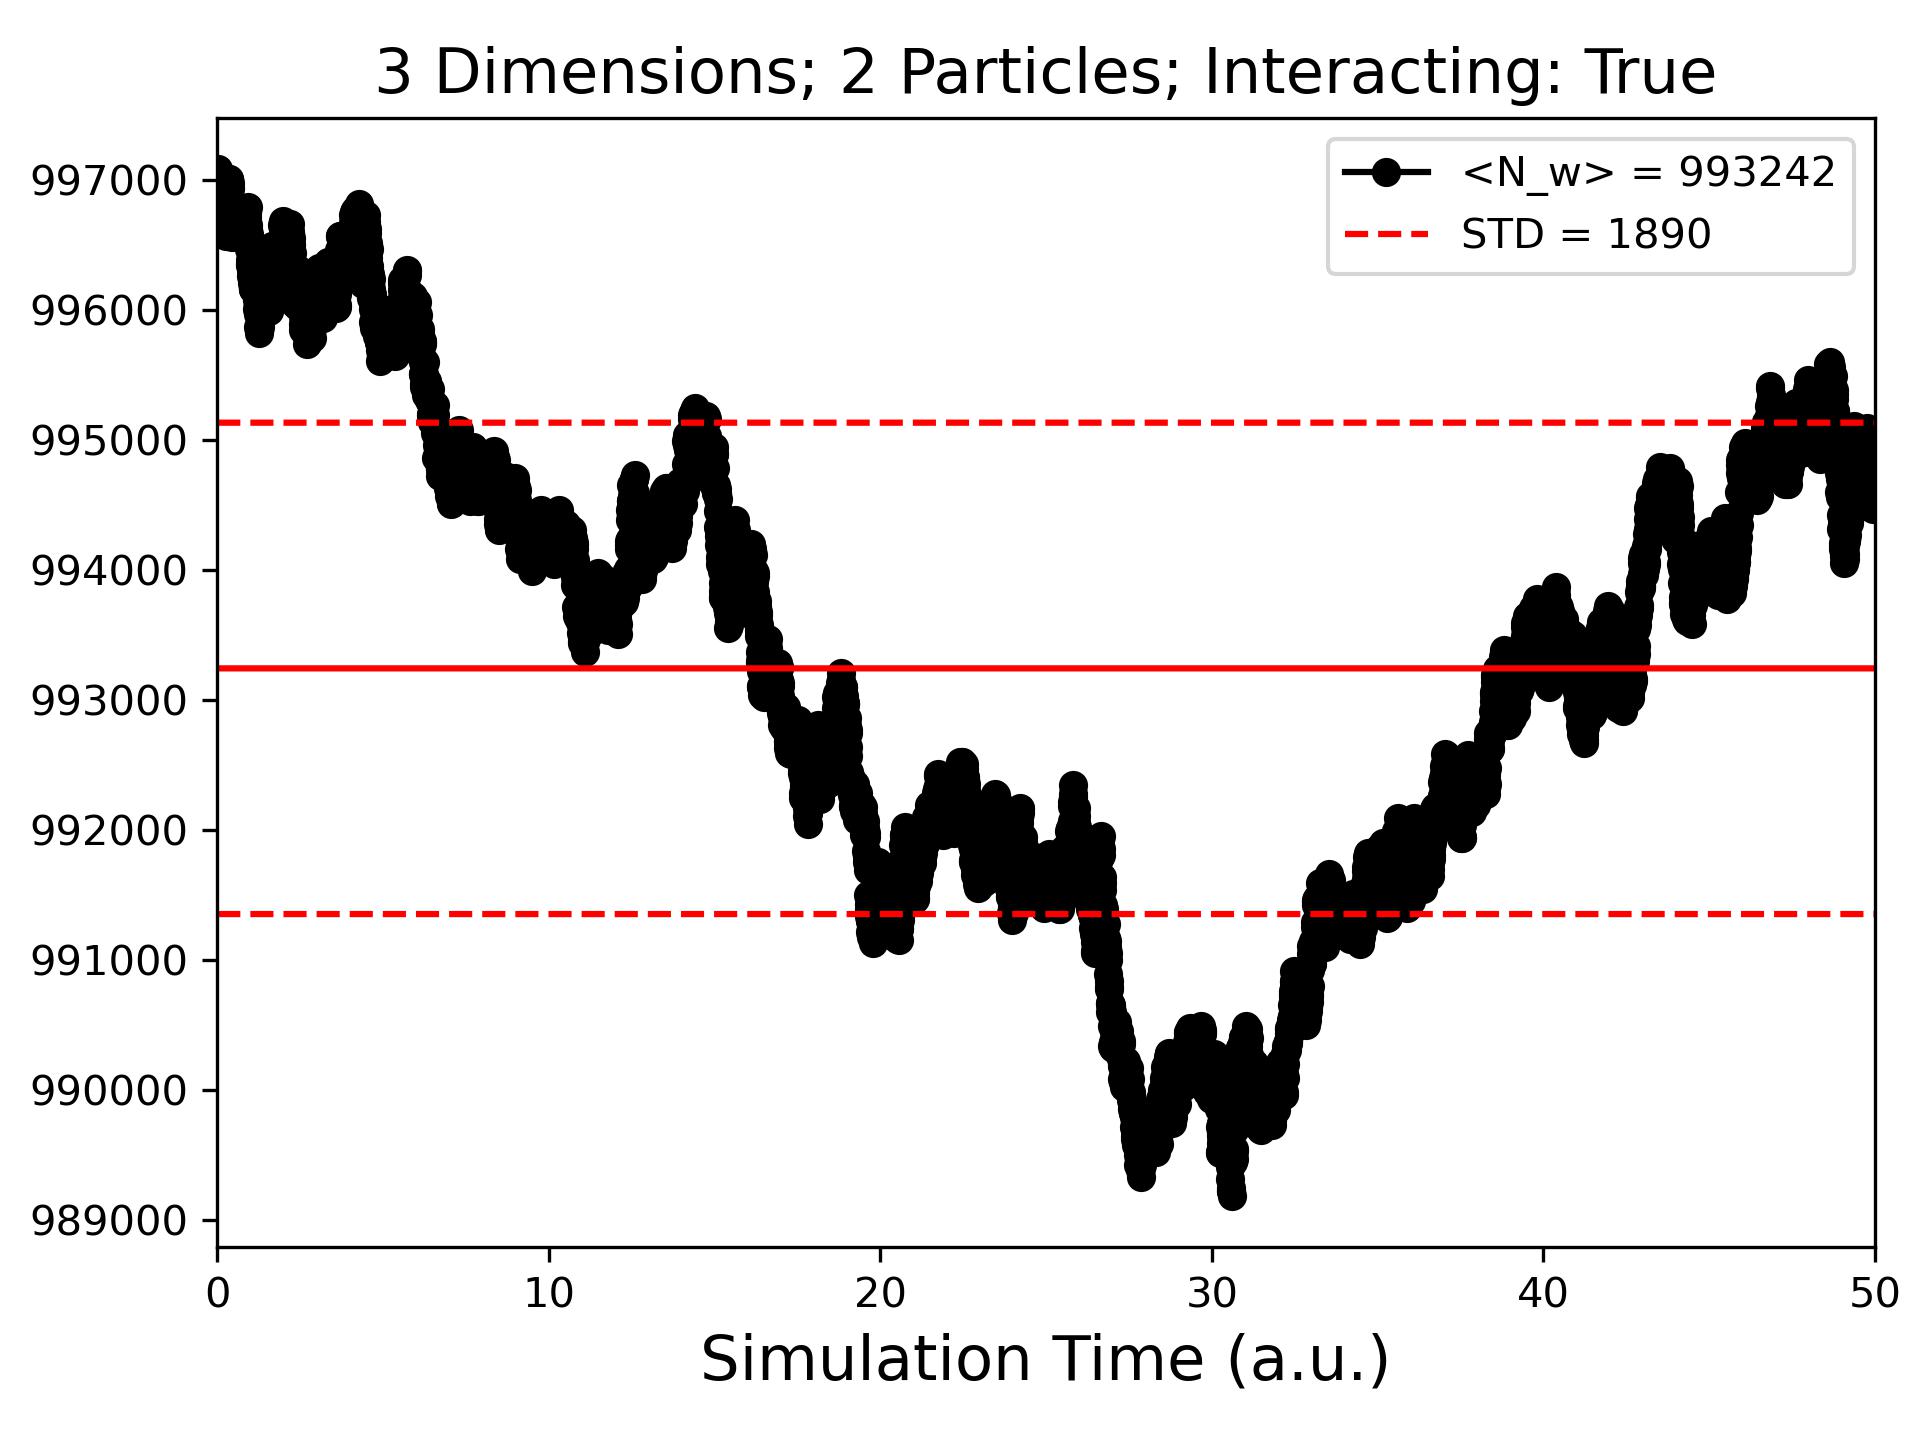 3 Dimensions; 2 Particles; Interacting: True
<N_w> = 993242
STD = 1890
997000
996000
995000
994000
993000
992000
991000
990000
989000
0 10 20 30 40 50
Simulation Time (a.u.)